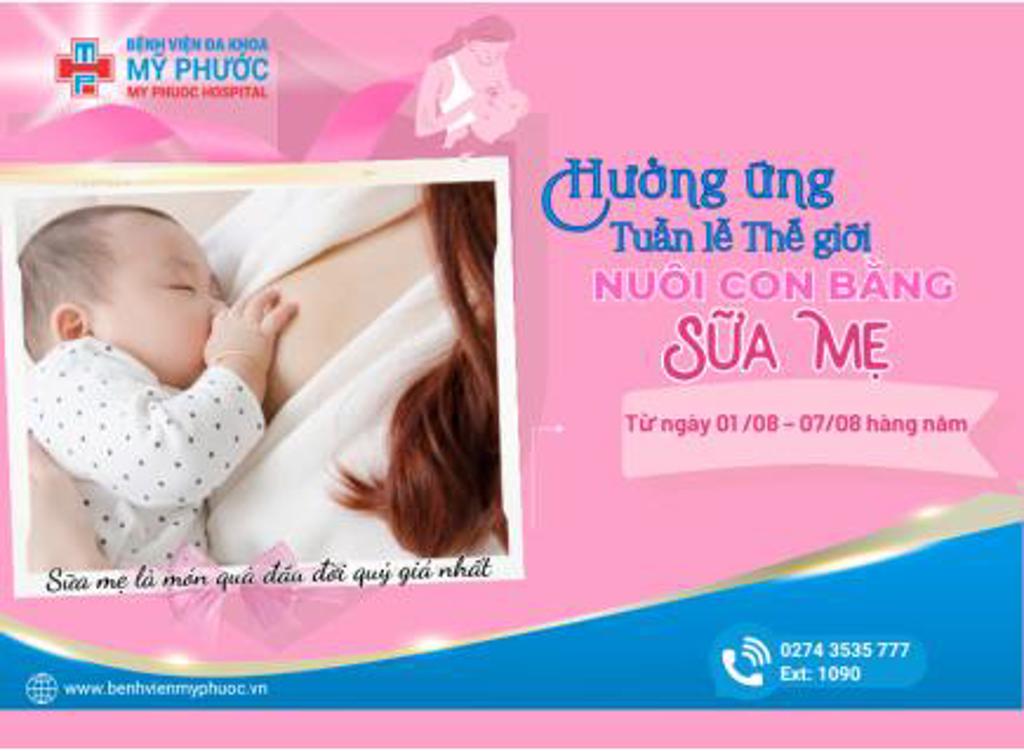 BỆNH VIỆN ĐA KHOA
MỸ PHƯỚC
MY PHUOC HOSPITAL
Hưởng ứng
Tuần lễ Thế giới
NUÔI CON BẰNG
SỮA MẸ
Từ ngày 01 /08 – 07/08 hàng năm
Sữa mẹ là món quà đầu đời quý giá nhất
www.benhvienmyphuoc.vn
0274 3535 777
Ext: 1090